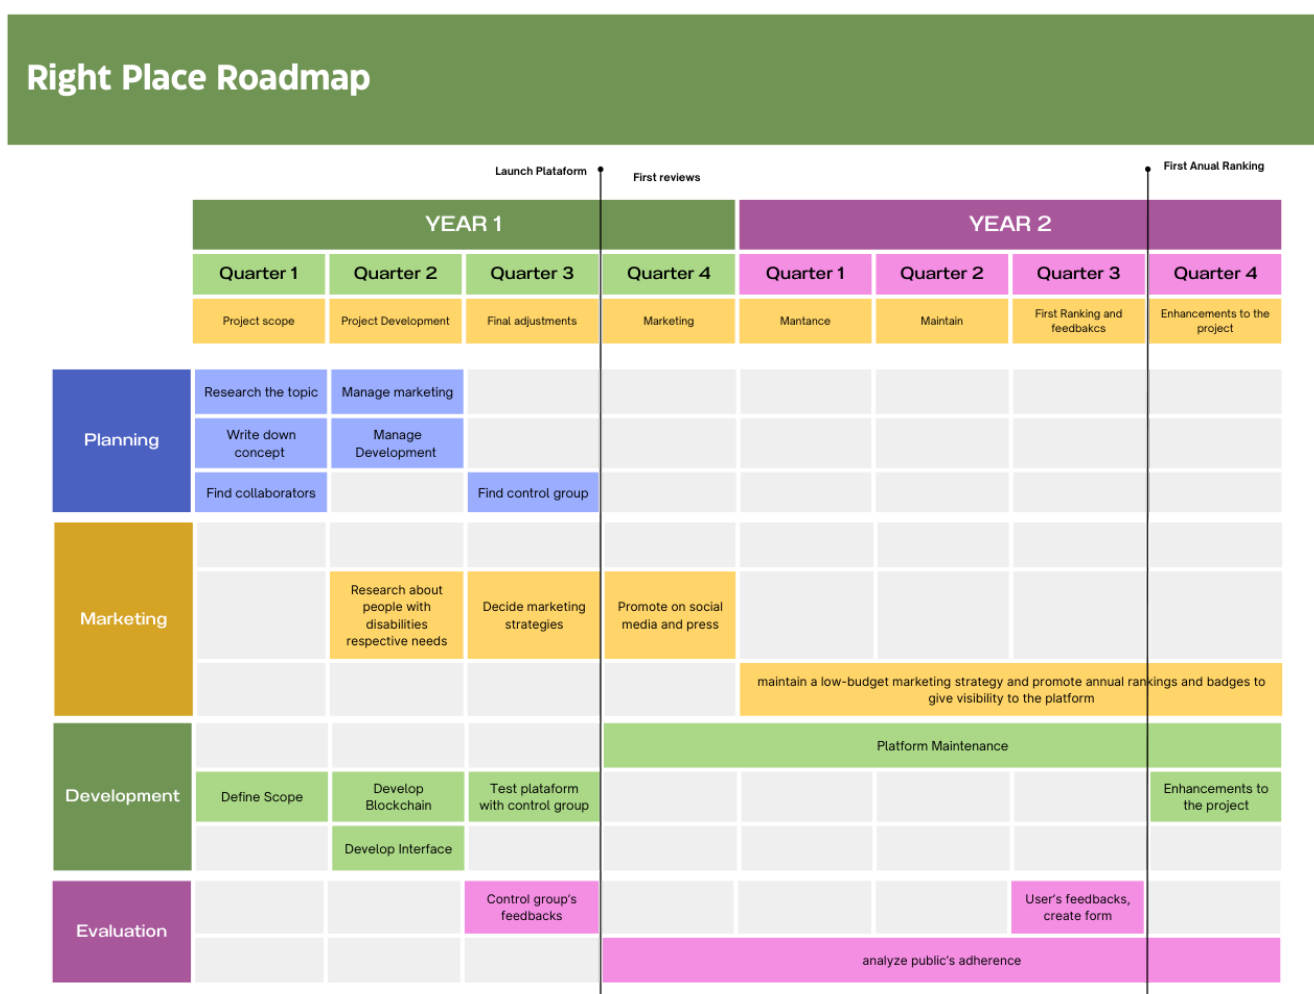 Right Place Roadmap
Launch Plataform
First reviews
First Anual Ranking
YEAR 1
YEAR 2
Quarter 1
Quarter 2
Quarter 3
Quarter 4
Quarter 1
Quarter 2
Quarter 3
Quarter 4
Project scope
Project Development
Final adjustments
Marketing
Mantance
Maintain
First Ranking and
feedbakcs
Enhancements to the
project
Planning
Research the topic
Manage marketing
Write down
concept
Manage
Development
Find collaborators
Find control group
Marketing
Research about
people with
disabilities
respective needs
Decide marketing
strategies
Promote on social
media and press
maintain a low-budget marketing strategy and promote annual rankings and badges to
give visibility to the platform
Development
Platform Maintenance
Define Scope
Develop
Blockchain
Test plataform
with control group
Enhancements to
the project
Develop Interface
Evaluation
Control group's
feedbacks
User's feedbacks,
create form
analyze public's adherence